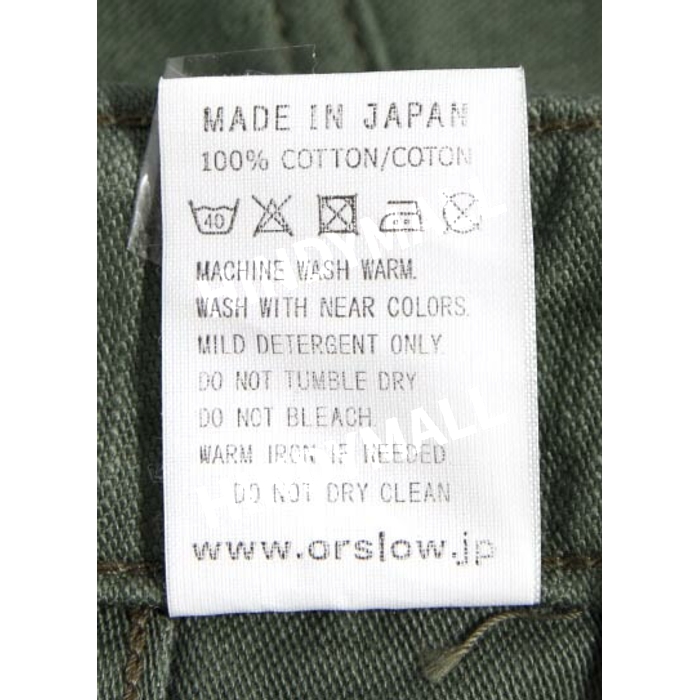 MADE IN JAPAN
100% COTTON/COTON
40
MACHINE WASH WARM.
WASH WITH NEAR COLORS.
MILD DETERGENT ONLY.
DO NOT TUMBLE DRY
DO NOT BLEACH.
WARM IRON IF NEEDED
DO NOT DRY CLEAN
www.orslow.jp